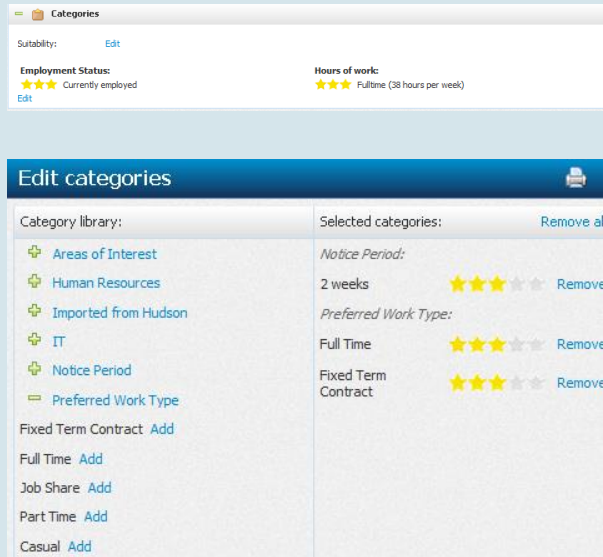 Categories
Suitability: Edit
Employment Status: Hours of work:
Currently employed Fulltime (38 hours per week)
Edit
Edit categories
Category library: Selected categories: Remove al
Areas of Interest Notice Period:
Human Resources 2 weeks Remove
Imported from Hudson Preferred Work Type:
IT Full Time Remove
Notice Period Fixed Term Contract Remove
Preferred Work Type
Fixed Term Contract Add
Full Time Add
Job Share Add
Part Time Add
Casual Add